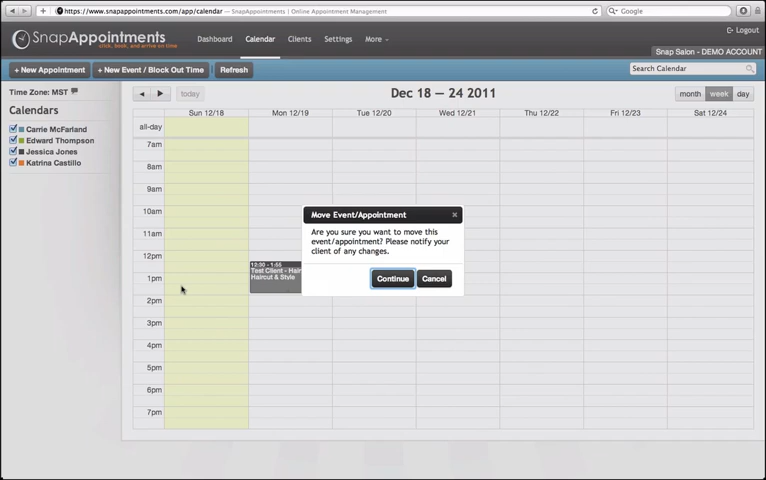 https://www.snapappointments.com/app/calendar — SnapAppointments | Online Appointment Management
Google
SnapAppointments
click, book, and arrive on time
Dashboard
Calendar
Clients
Settings
More
Logout
Snap Salon - DEMO ACCOUNT
+ New Appointment
+ New Event / Block Out Time
Refresh
Search Calendar
Time Zone: MST
Calendars
Carrie McFarland
Edward Thompson
Jessica Jones
Katrina Castillo
today
Dec 18 — 24 2011
month
week
day
Sun 12/18
Mon 12/19
Tue 12/20
Wed 12/21
Thu 12/22
Fri 12/23
Sat 12/24
all-day
7am
8am
9am
10am
11am
12pm
1pm
2pm
3pm
4pm
5pm
6pm
7pm
12:30 - 1:55
Test Client - Hair
Haircut & Style
Move Event/Appointment
Are you sure you want to move this
event/appointment? Please notify your
client of any changes.
Continue
Cancel